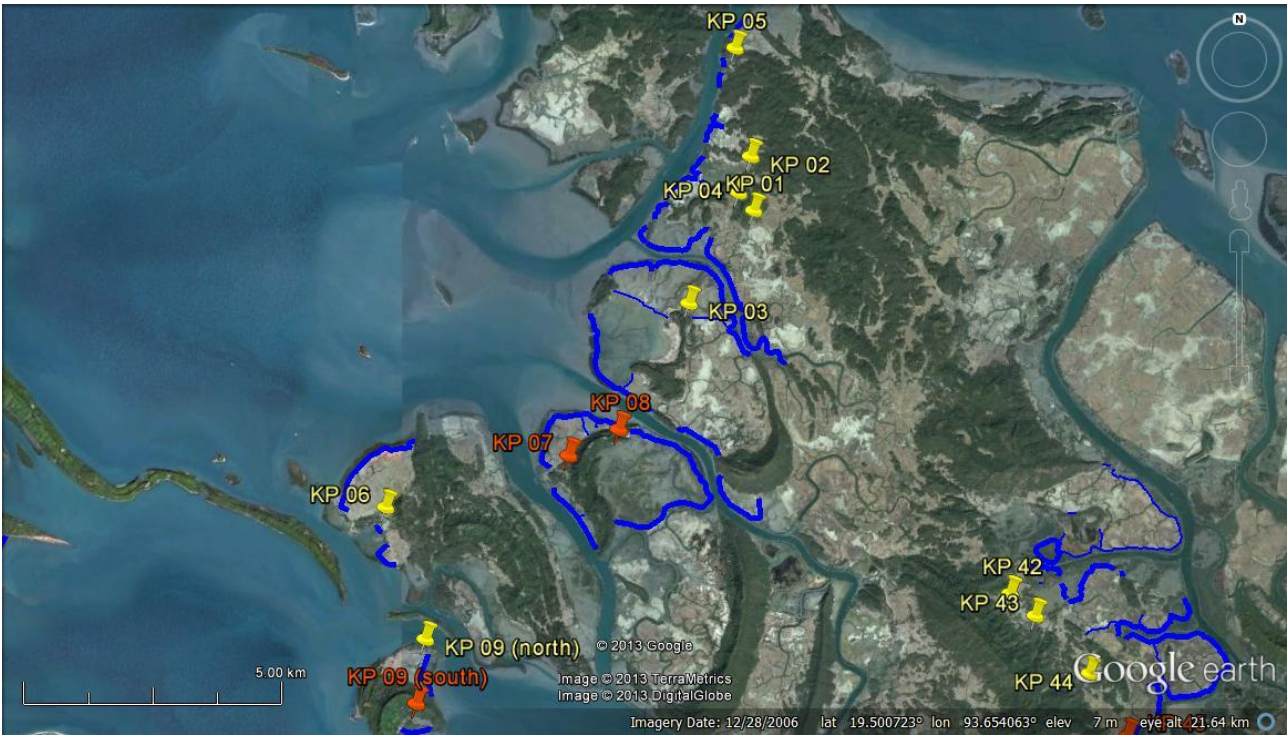 N
KP 05
KP 02
KP 04
KP 01
KP 03
KP 08
KP 07
KP 06
KP 42
KP 43
KP 09 (north)
© 2013 Google
5.00 km
KP 09 (south)
Image © 2013 TerraMetrics
Image © 2013 DigitalGlobe
KP 44
Google earth
Imagery Date: 12/28/2006 lat 19.500723° lon 93.654063° elev 7 m eye alt 21.64 km